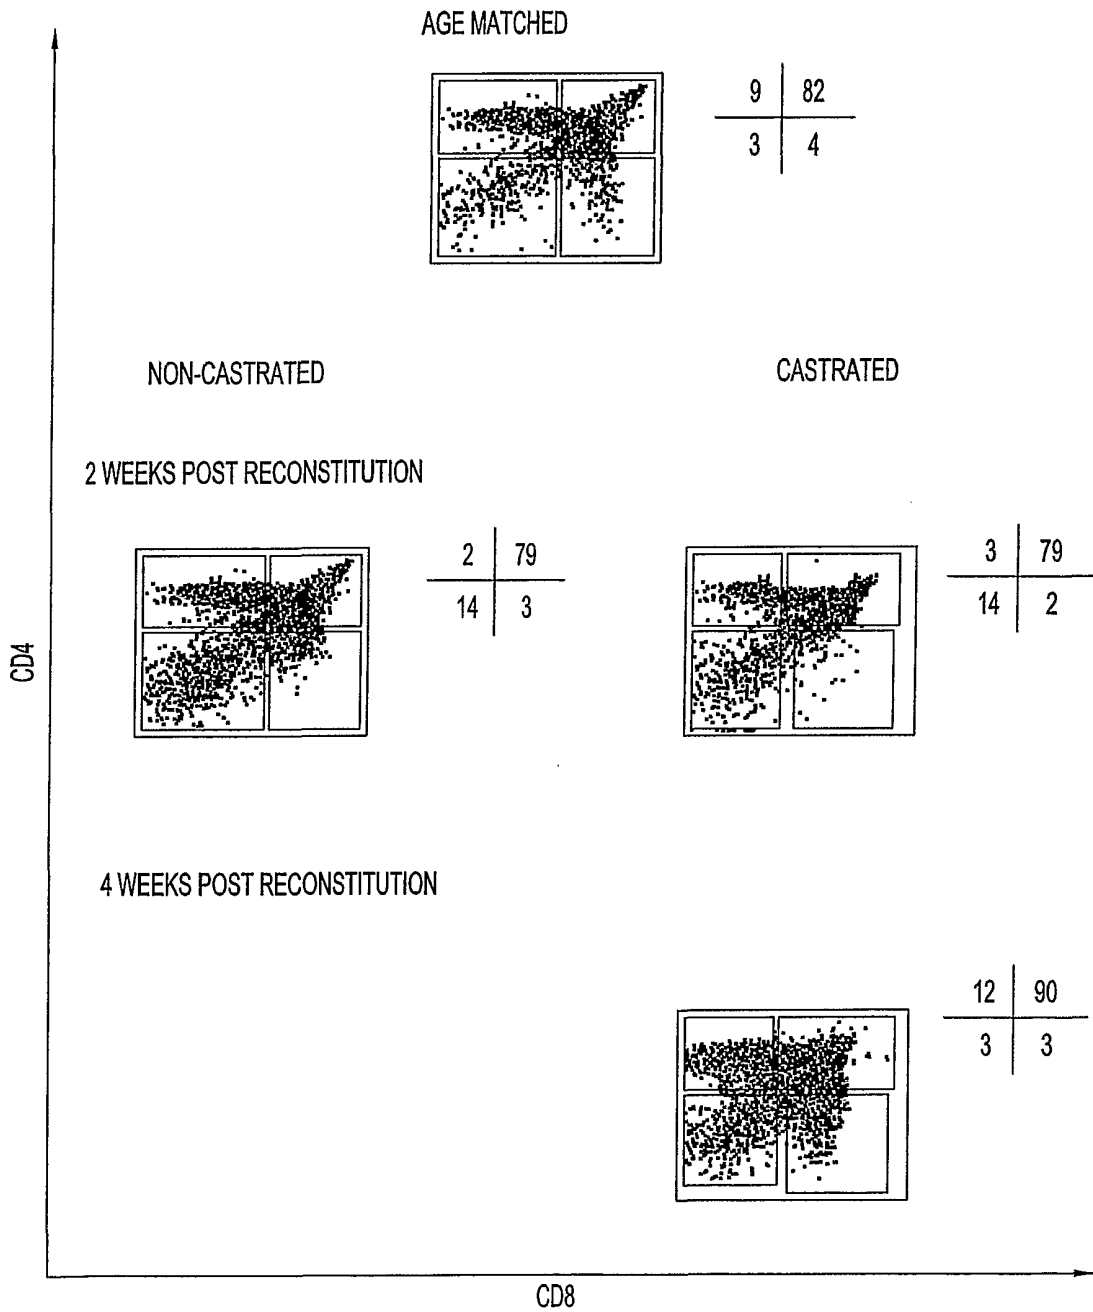 AGE MATCHED
9 82
3 4
NON-CASTRATED
CASTRATED
2 WEEKS POST RECONSTITUTION
2 79
14 3
3 79
14 2
CD4
4 WEEKS POST RECONSTITUTION
12 90
3 3
CD8